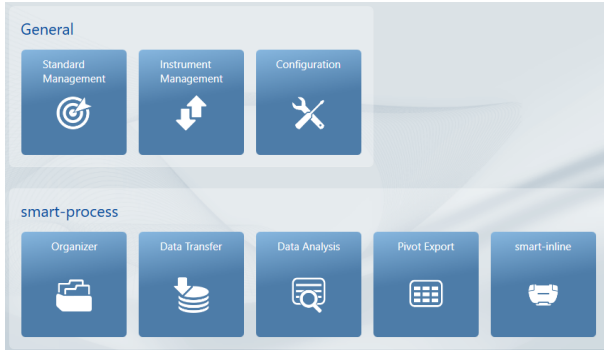 General
Standard
Management
Instrument
Management
Configuration
smart-process
Organizer
Data Transfer
Data Analysis
Pivot Export
smart-inline